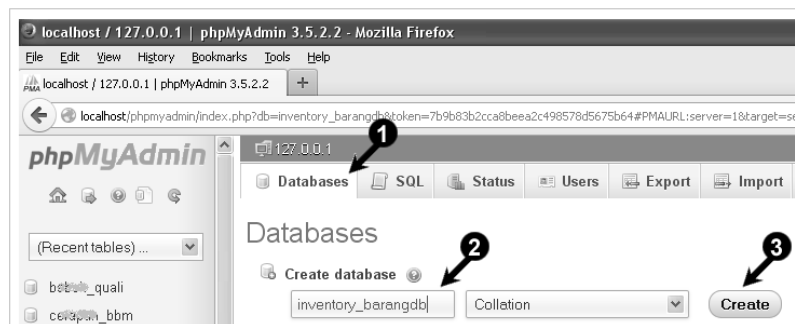 localhost / 127.0.0.1 | phpMyAdmin 3.5.2.2 - Mozilla Firefox
File Edit View History Bookmarks Tools Help
PMA localhost / 127.0.0.1 | phpMyAdmin 3.5.2.2 +
localhost/phpmyadmin/index.php?db=inventory_barangdb&token=7b9b83b2cca8beea2c498578d5675b64#PMAURL:server=1&target=se
1
phpMyAdmin
127.0.0.1
Databases SQL Status Users Export Import
Databases
(Recent tables) ...
2 3
Create database
_quali
inventory_barangdb Collation Create
_bbm